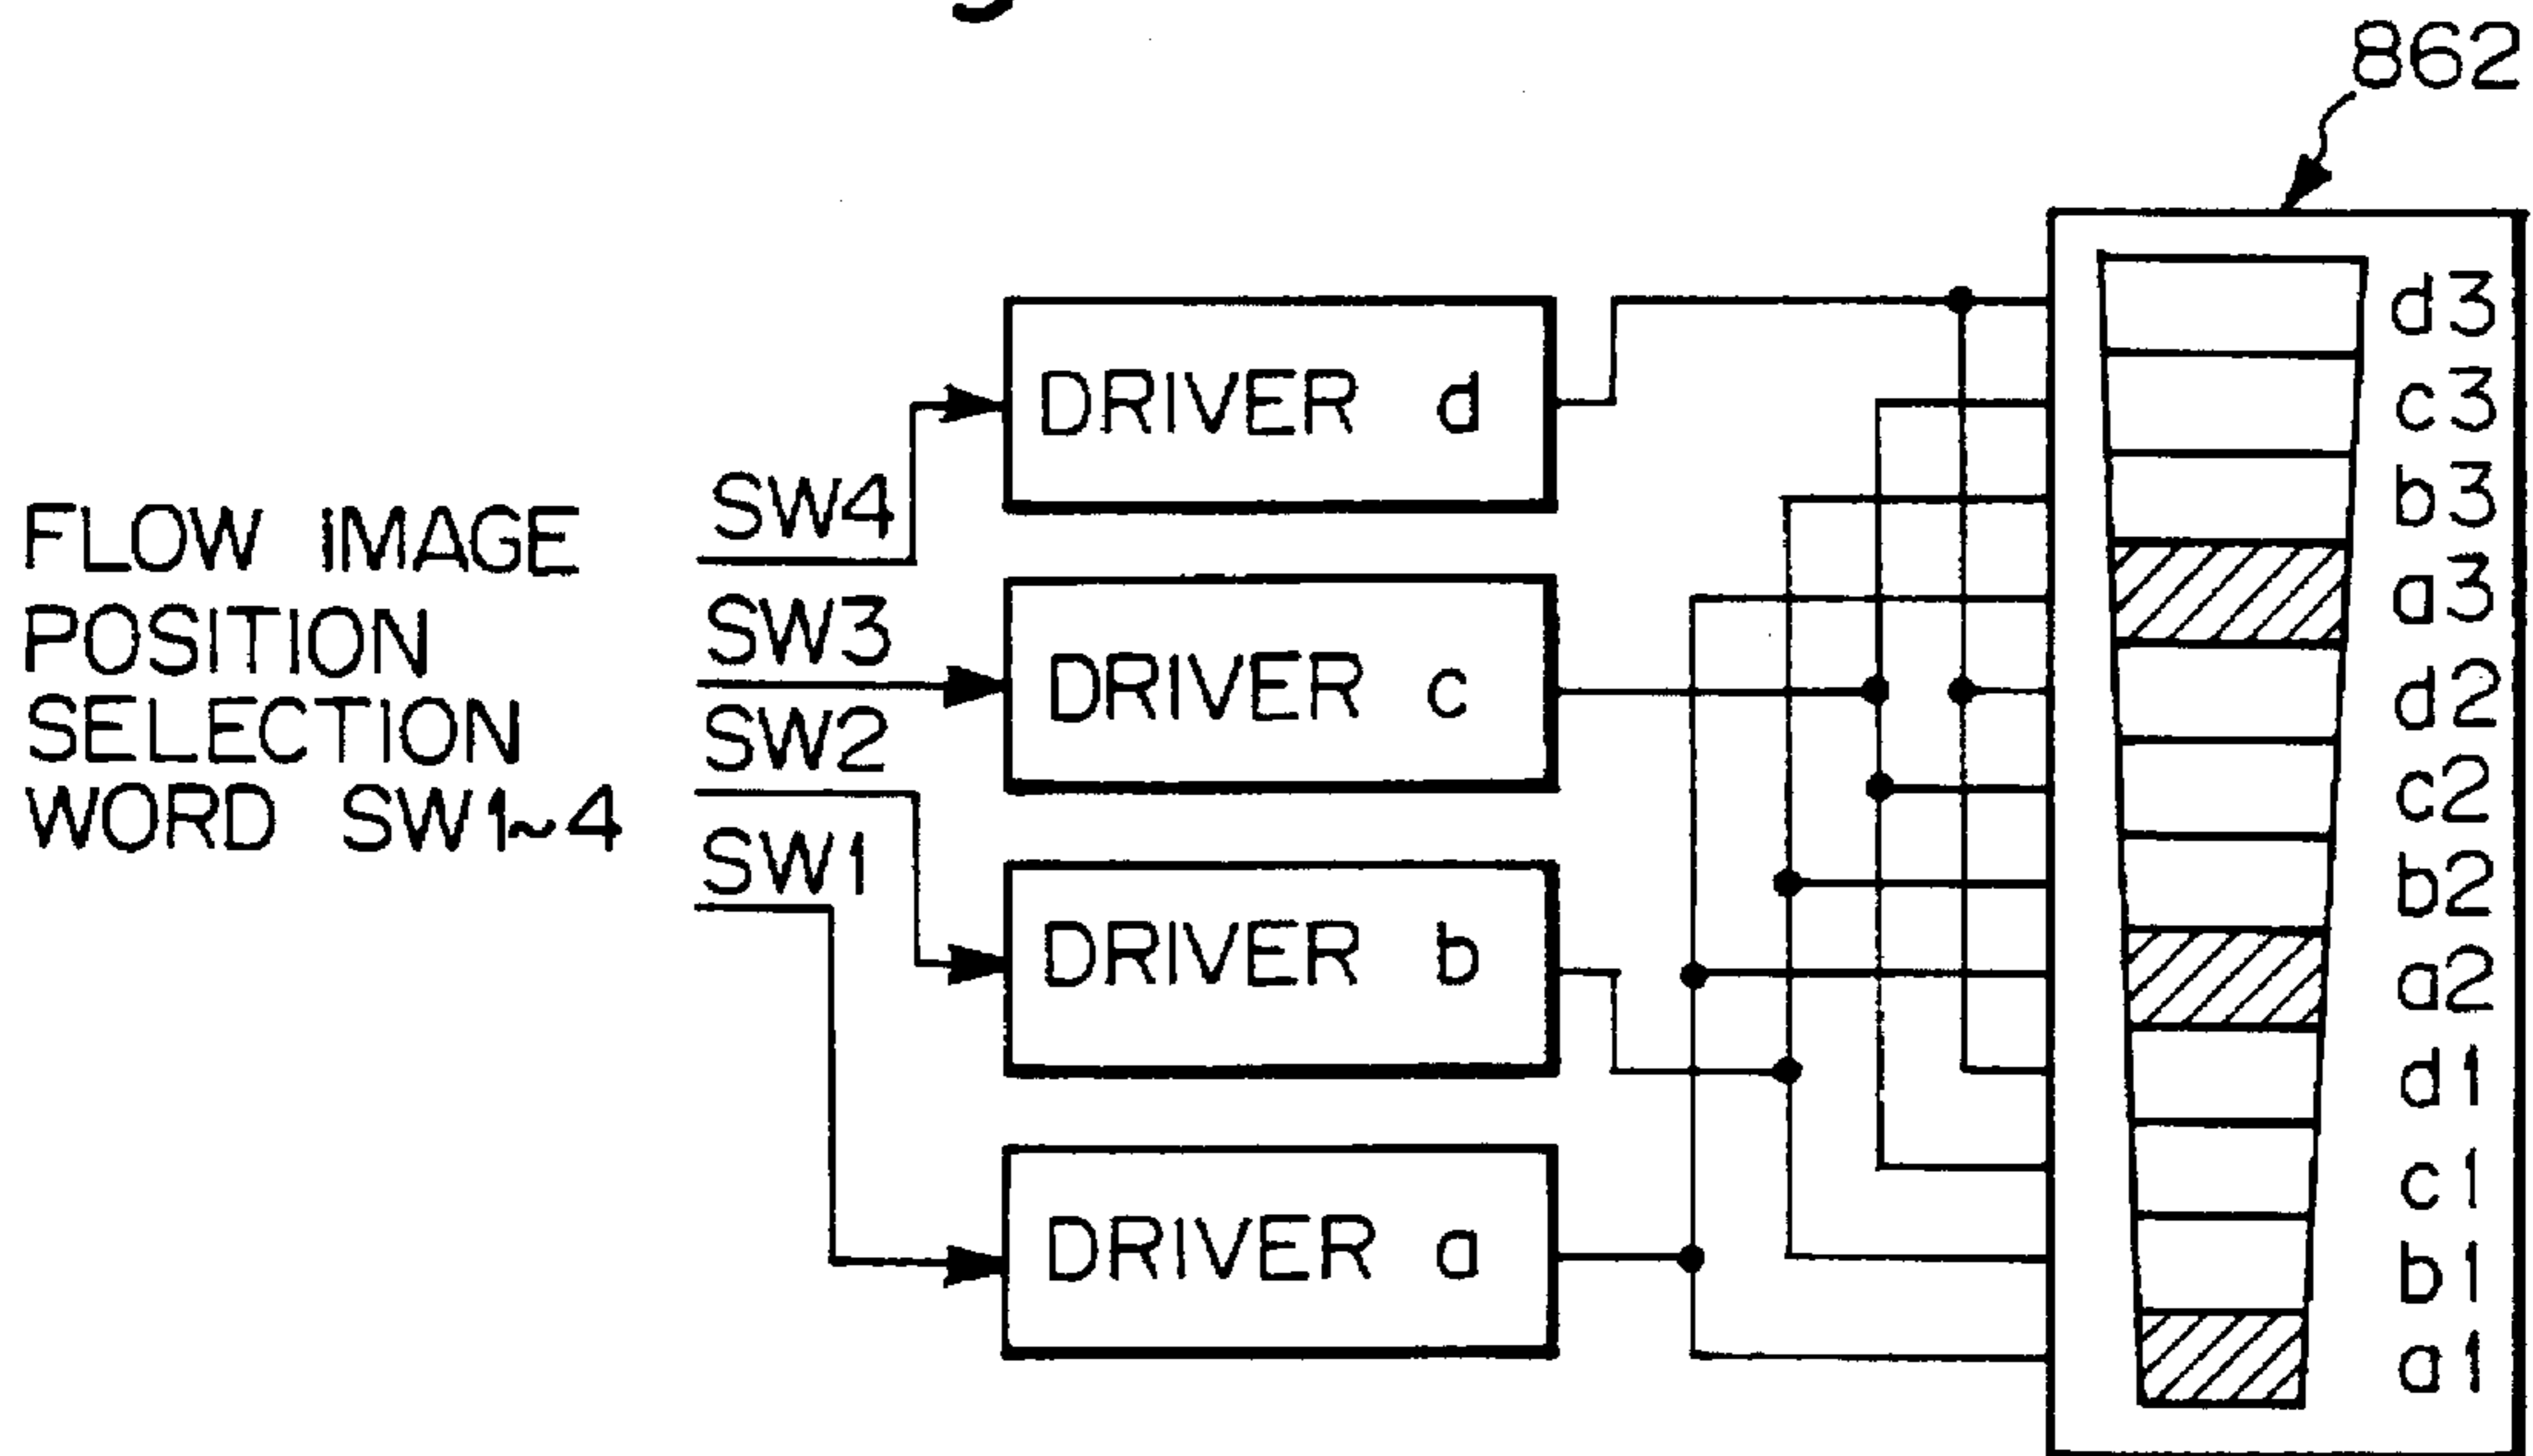 862
FLOW IMAGE
POSITION
SELECTION
WORD SW1~4
SW4
SW3
SW2
SW1
DRIVER d
DRIVER c
DRIVER b
DRIVER a
d3
c3
b3
a3
d2
c2
b2
a2
d1
c1
b1
a1